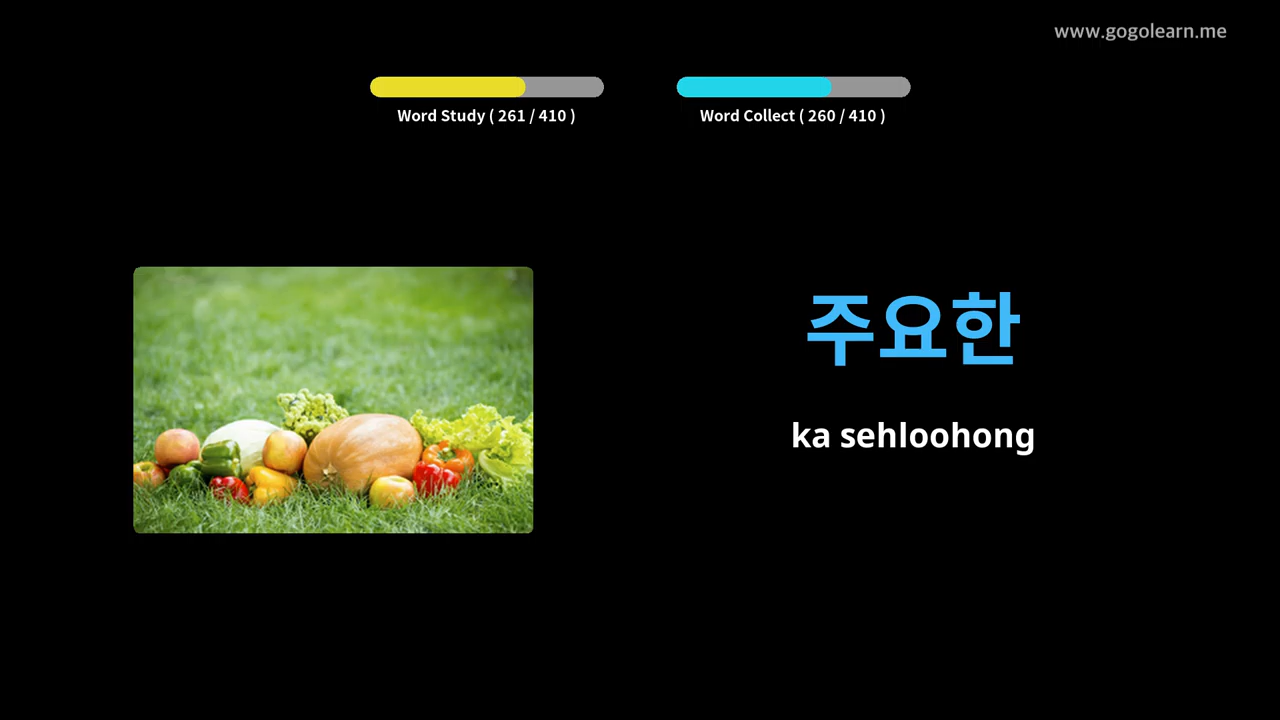 www.gogolearn.me
Word Study ( 261 / 410 )
Word Collect ( 260 / 410 )
주요한
ka sehloohong